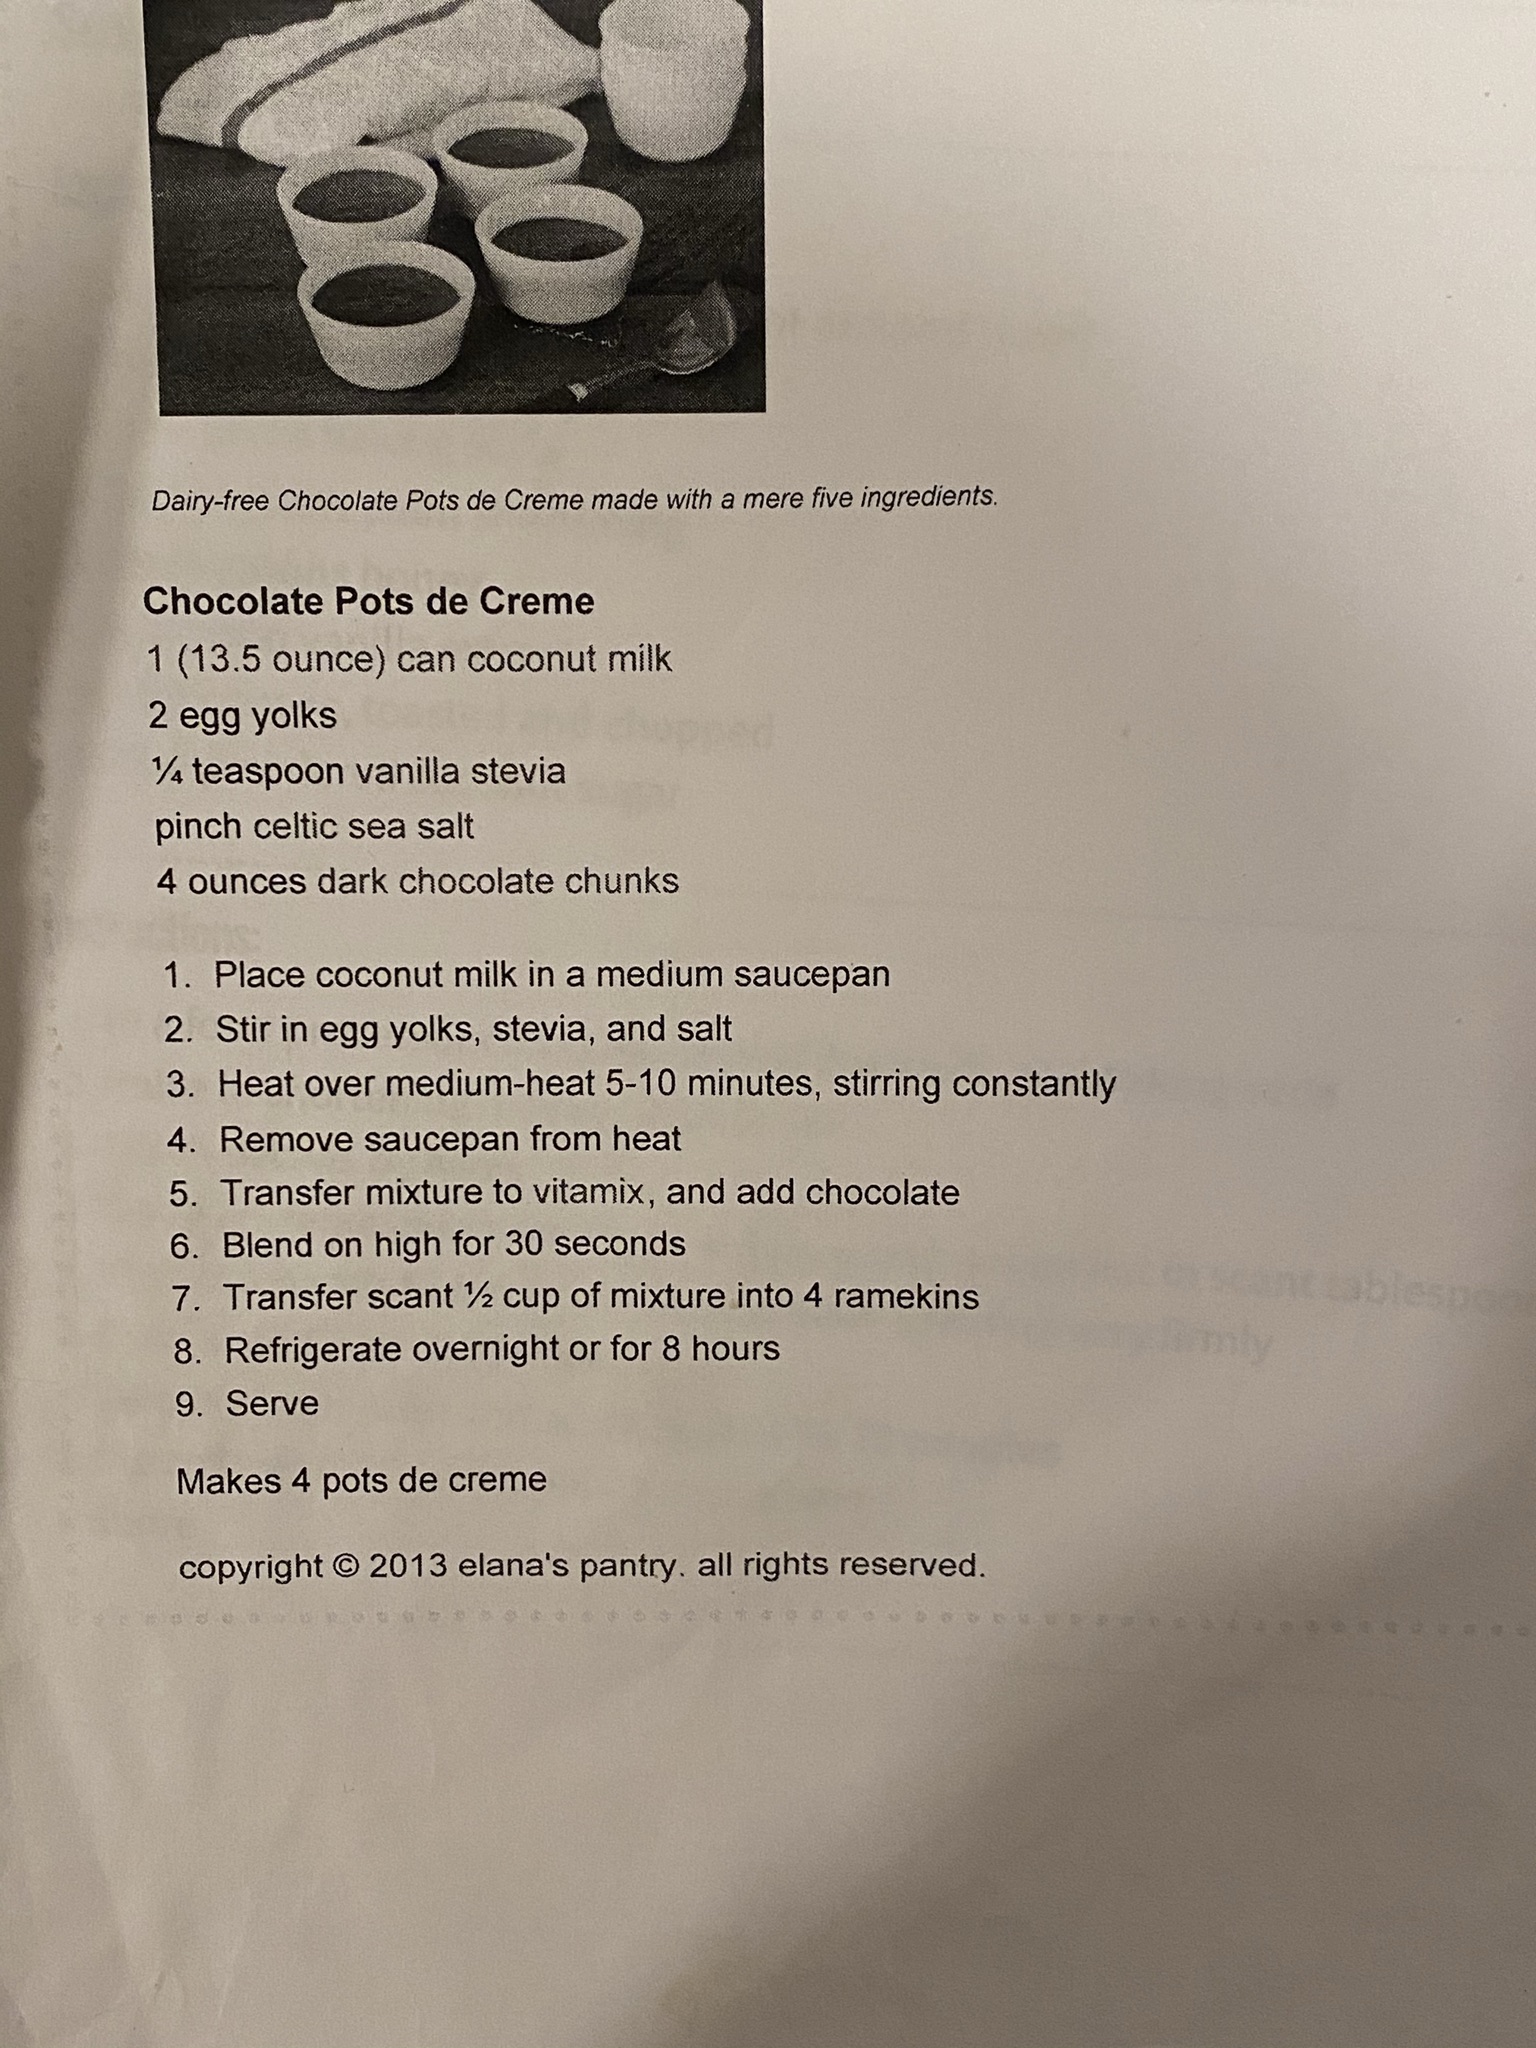 Dairy-free Chocolate Pots de Creme made with a mere five ingredients.
Chocolate Pots de Creme
1 (13.5 ounce) can coconut milk
2 egg yolks
¼ teaspoon vanilla stevia
pinch celtic sea salt
4 ounces dark chocolate chunks
1. Place coconut milk in a medium saucepan
2. Stir in egg yolks, stevia, and salt
3. Heat over medium-heat 5-10 minutes, stirring constantly
4. Remove saucepan from heat
5. Transfer mixture to vitamix, and add chocolate
6. Blend on high for 30 seconds
7. Transfer scant ½ cup of mixture into 4 ramekins
8. Refrigerate overnight or for 8 hours
9. Serve
Makes 4 pots de creme
copyright © 2013 elana's pantry. all rights reserved.